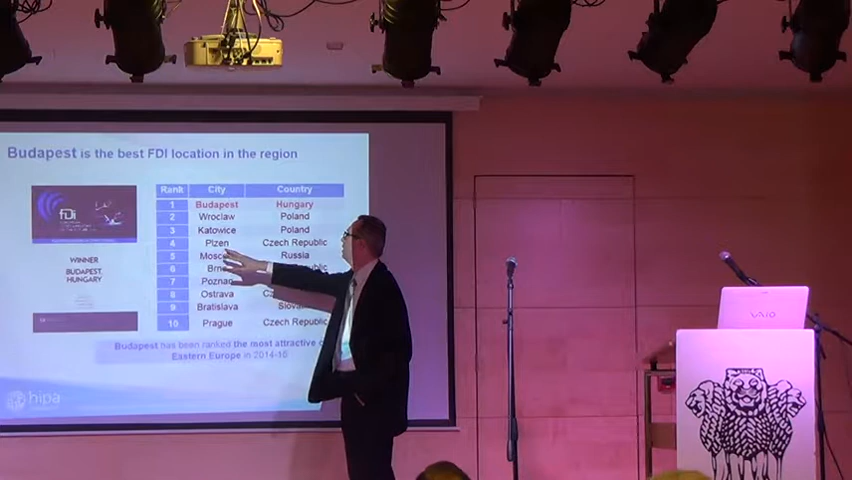 Budapest is the best FDI location in the region
Rank City Country
1 Budapest Hungary
2 Wroclaw Poland
3 Katowice Poland
4 Plzen Czech Republic
5 Russia
6
7 Poznan
8 Ostrava
9 Bratislava
10 Prague Czech Republic
fDi
WINNER
BUDAPEST,
HUNGARY
Budapest has been ranked the most attractive
Eastern Europe in 2014-15
hipa
VAIO